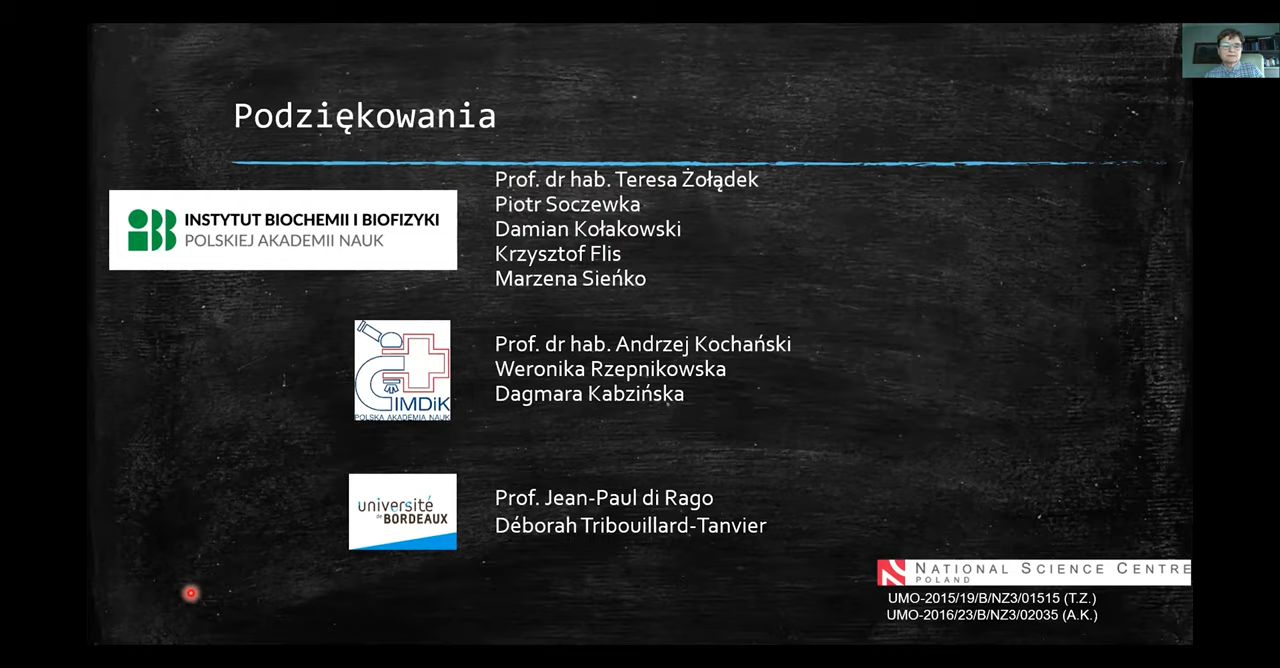 Podziękowania
INSTYTUT BIOCHEMII I BIOFIZYKI
POLSKIEJ AKADEMII NAUK
Prof. dr hab. Teresa Żołądek
Piotr Soczewka
Damian Kołakowski
Krzysztof Flis
Marzena Sieńko
IMDiK
POLSKA AKADEMIA NAUK
Prof. dr hab. Andrzej Kochański
Weronika Rzepnikowska
Dagmara Kabzińska
université
de BORDEAUX
Prof. Jean-Paul di Rago
Déborah Tribouillard-Tanvier
NATIONAL SCIENCE CENTRE
POLAND
UMO-2015/19/B/NZ3/01515 (T.Z.)
UMO-2016/23/B/NZ3/02035 (A.K.)